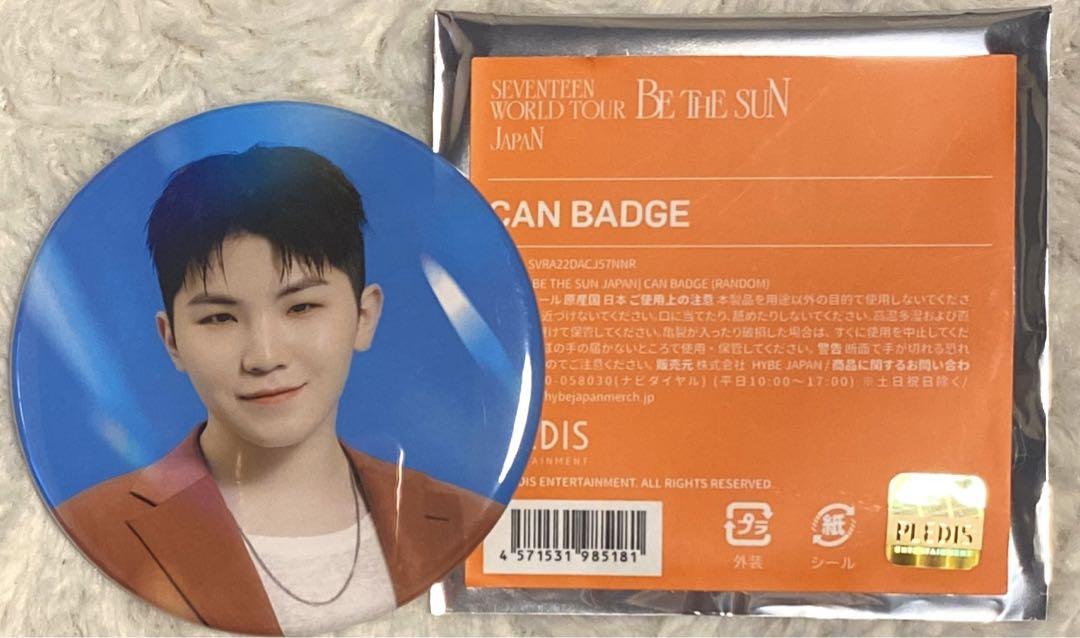 SEVENTEEN
WORLD TOUR BE THE SUN
JAPAN
CAN BADGE
SVRA22DACJ57NNR
BE THE SUN JAPAN] CAN BADGE (RANDOM)
ール 原産国 日本 ご使用上の注意 本製品を用途以外の目的で使用しないでくださ
近づけないでください。口に当てたり、舐めたりしないでください。高温多湿および直
けて保管してください。亀裂が入ったり破損した場合は、すぐに使用を中止してくだ
の手の届かないところで使用・保管してください。警告 断面で手が切れる恐れ
のでご注意ください。販売元 株式会社 HYBE JAPAN / 商品に関するお問い合わ
0-058030(ナビダイヤル) (平日10:00～17:00) ※土日祝日除く/
hybejapanmerch.jp
EDIS
AINMENT
DIS ENTERTAINMENT. ALL RIGHTS RESERVED.
4 571531 985181
プラ
外装
紙
シール
PLEDIS
ENTERTAINMENT